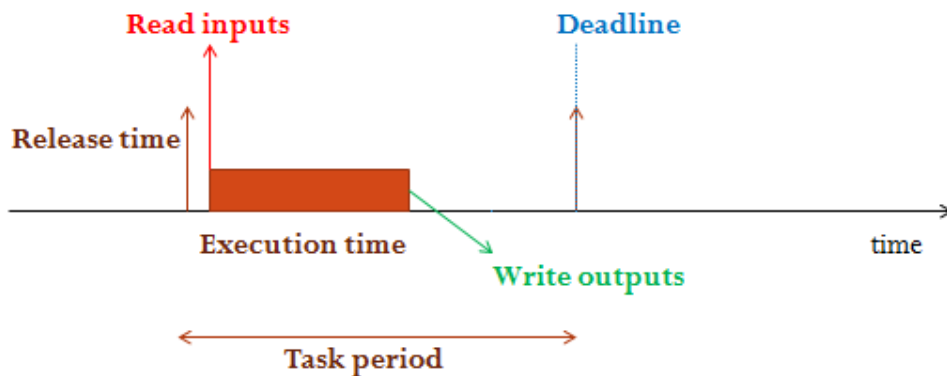 Read inputs
Deadline
Release time
Execution time
time
Write outputs
Task period